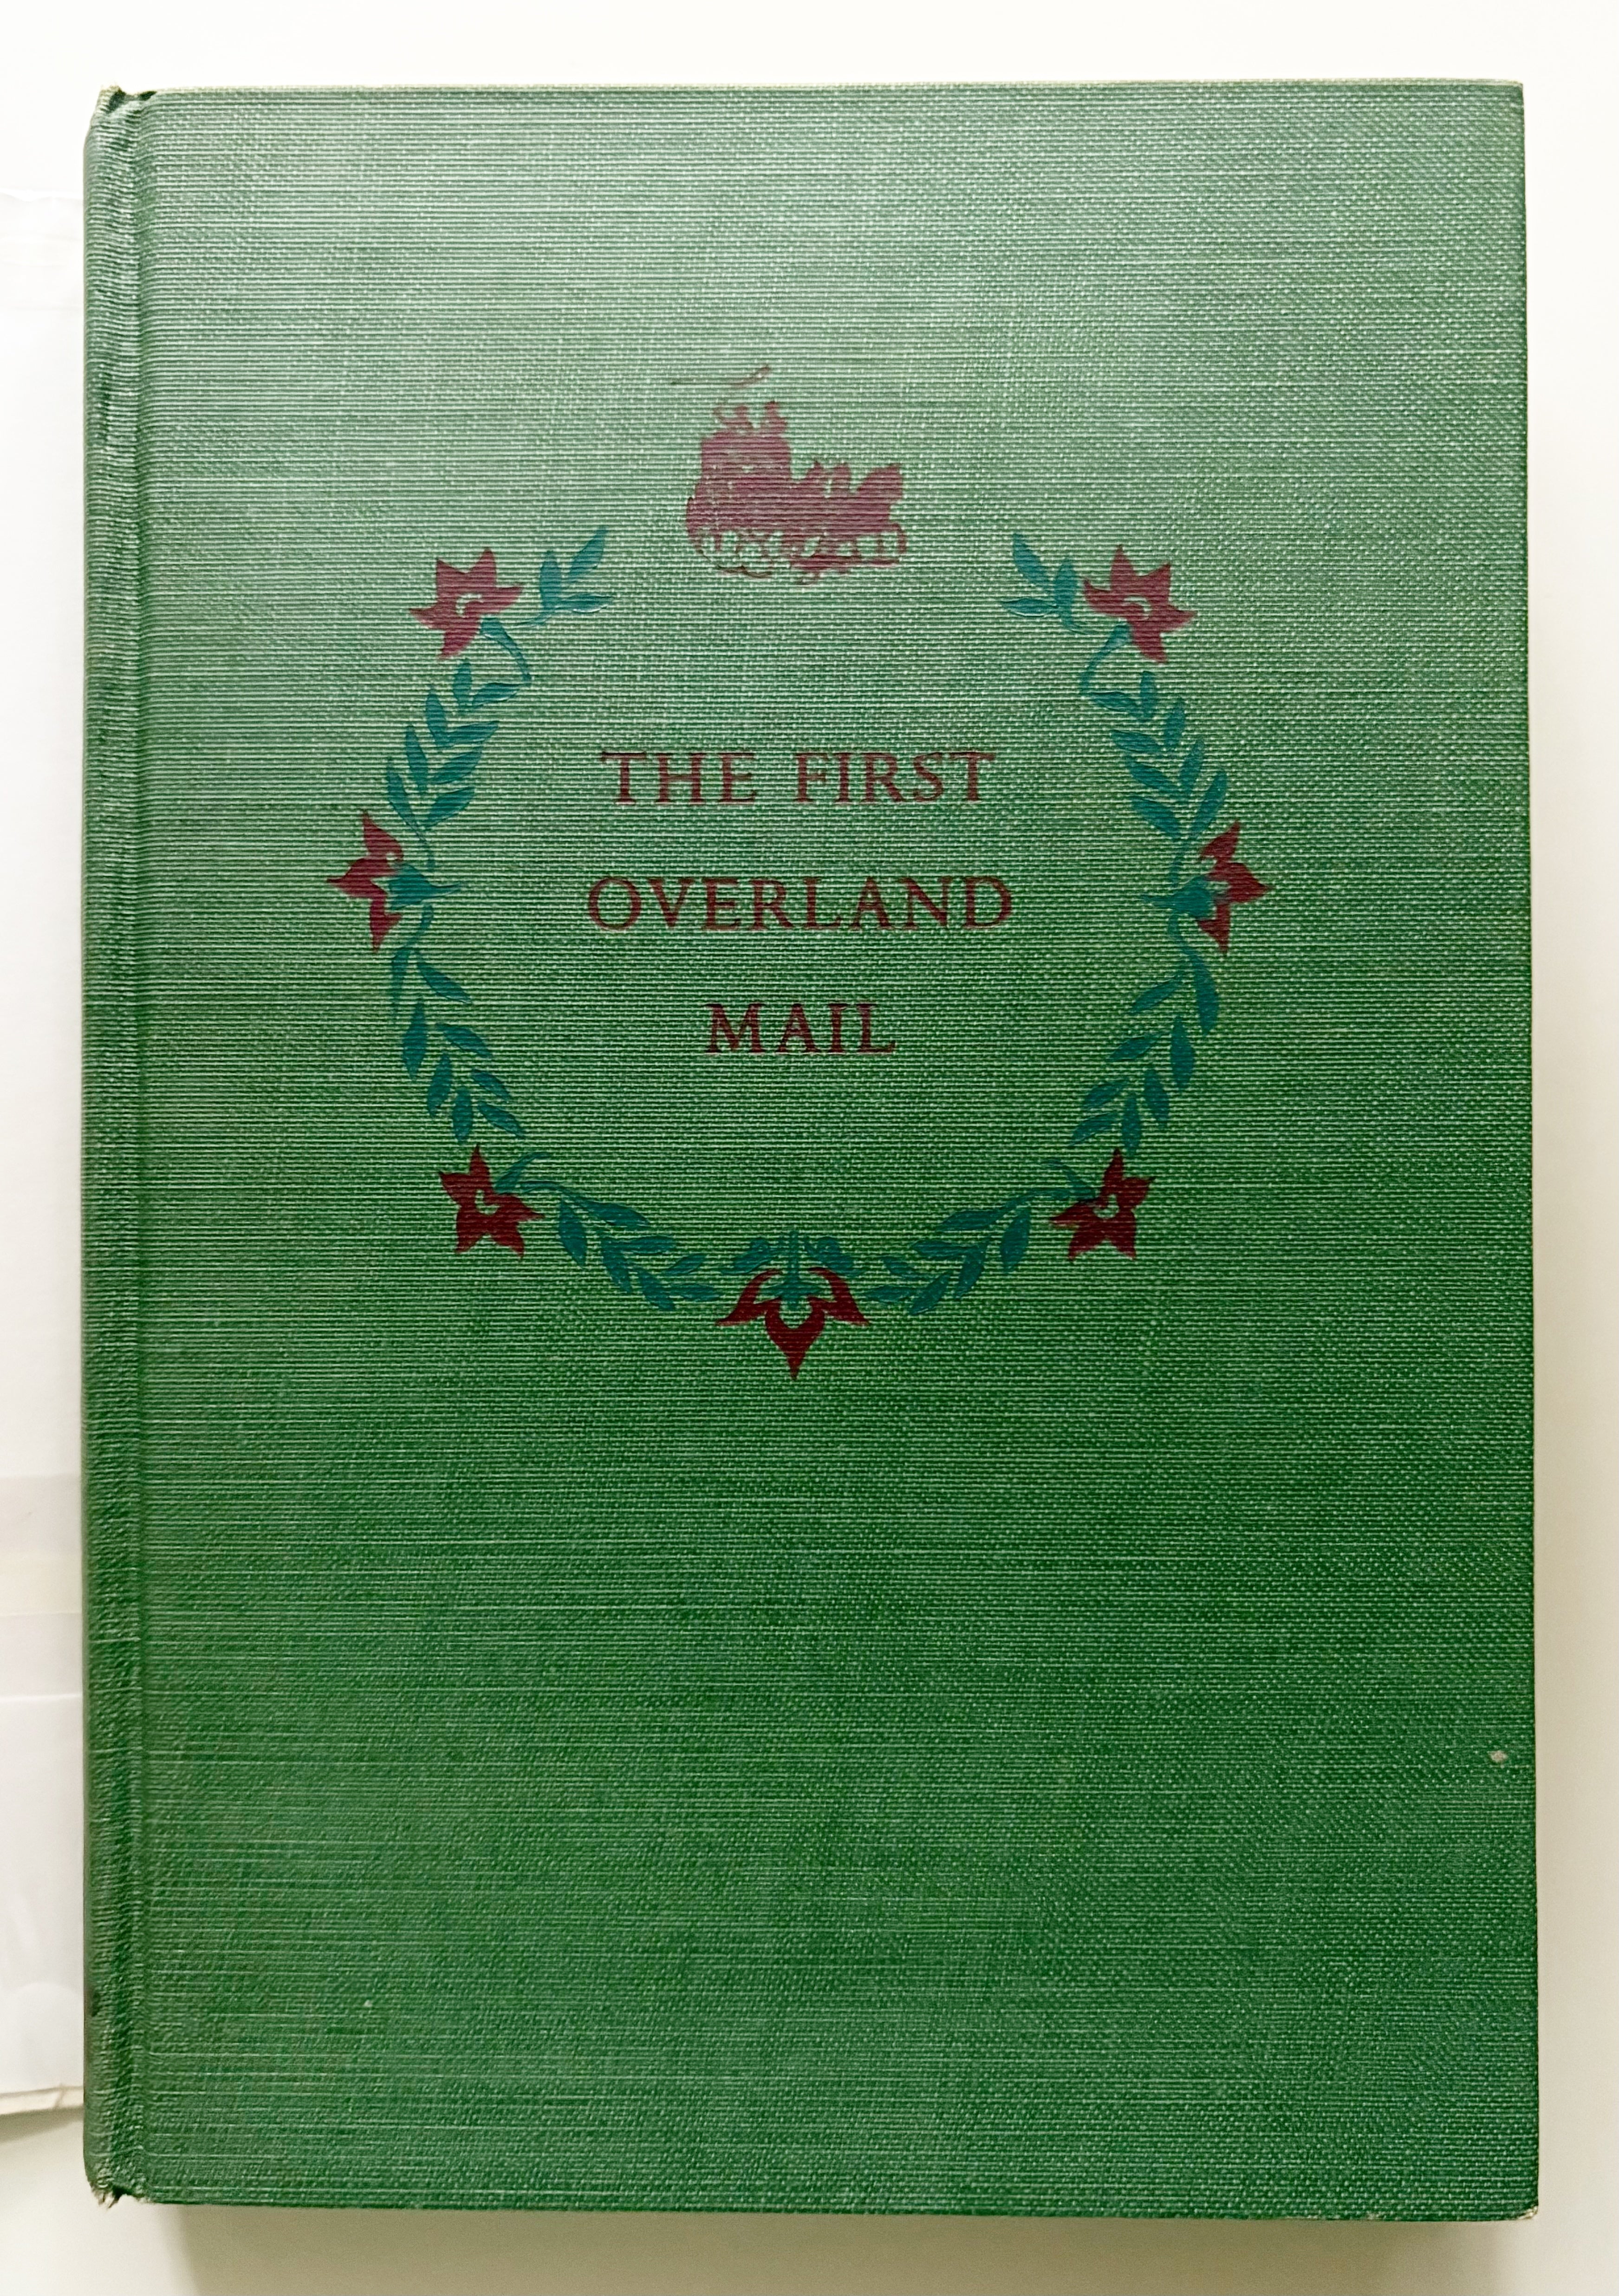 THE FIRST
OVERLAND
MAIL